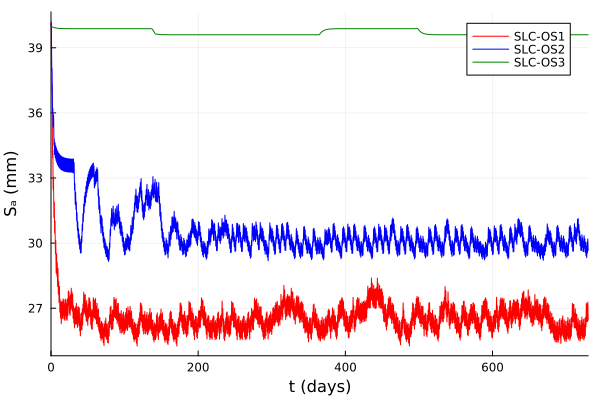 SLC-OS1
SLC-OS2
SLC-OS3
39
36
33
30
27
Sₐ (mm)
0
200
400
600
t (days)